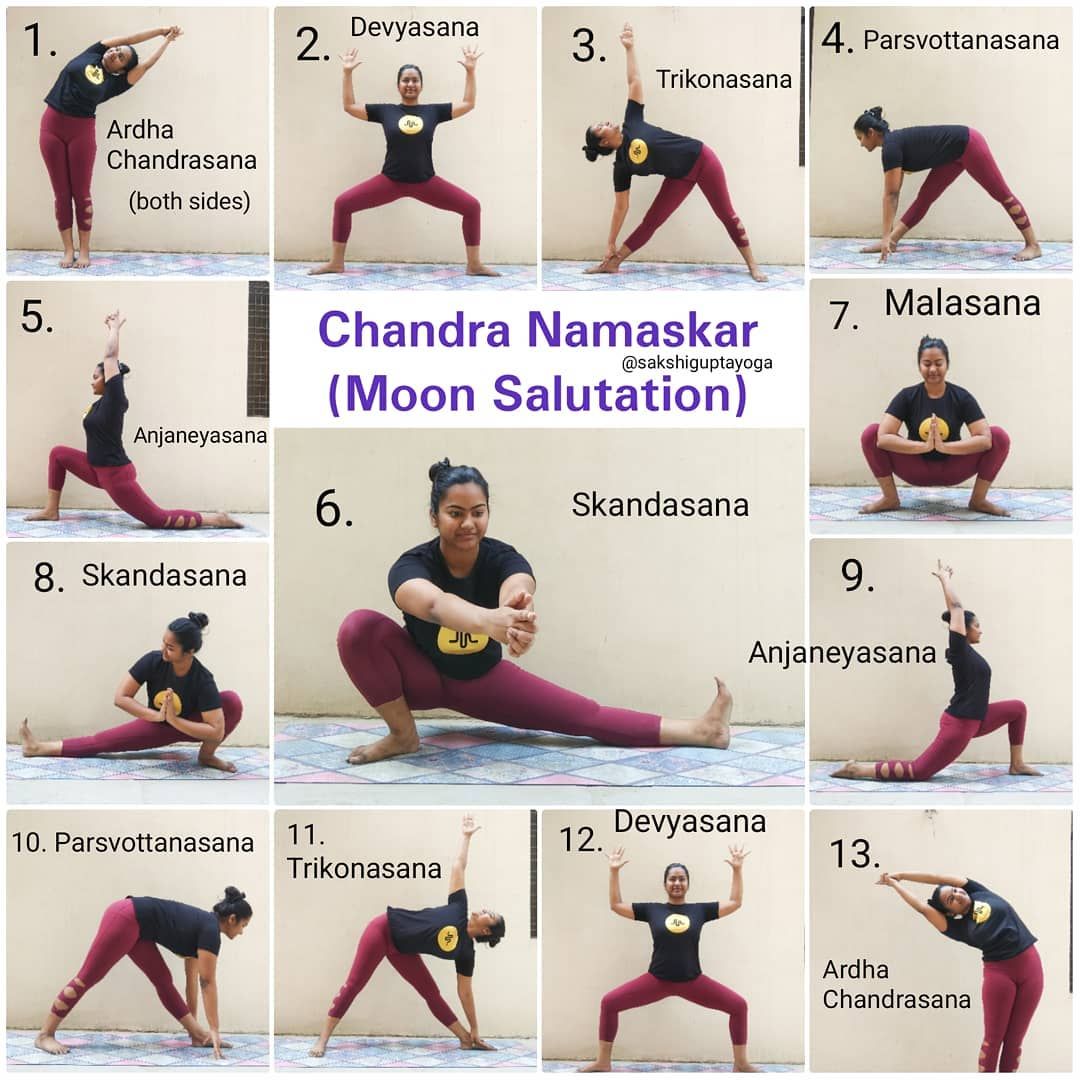 1.
Ardha
Chandrasana
(both sides)
2. Devyasana
3.
Trikonasana
4. Parsvottanasana
5.
Anjaneyasana
Chandra Namaskar
@sakshiguptayoga
(Moon Salutation)
6.
Skandasana
7. Malasana
8. Skandasana
9.
Anjaneyasana
10. Parsvottanasana
11.
Trikonasana
12. Devyasana
13.
Ardha
Chandrasana